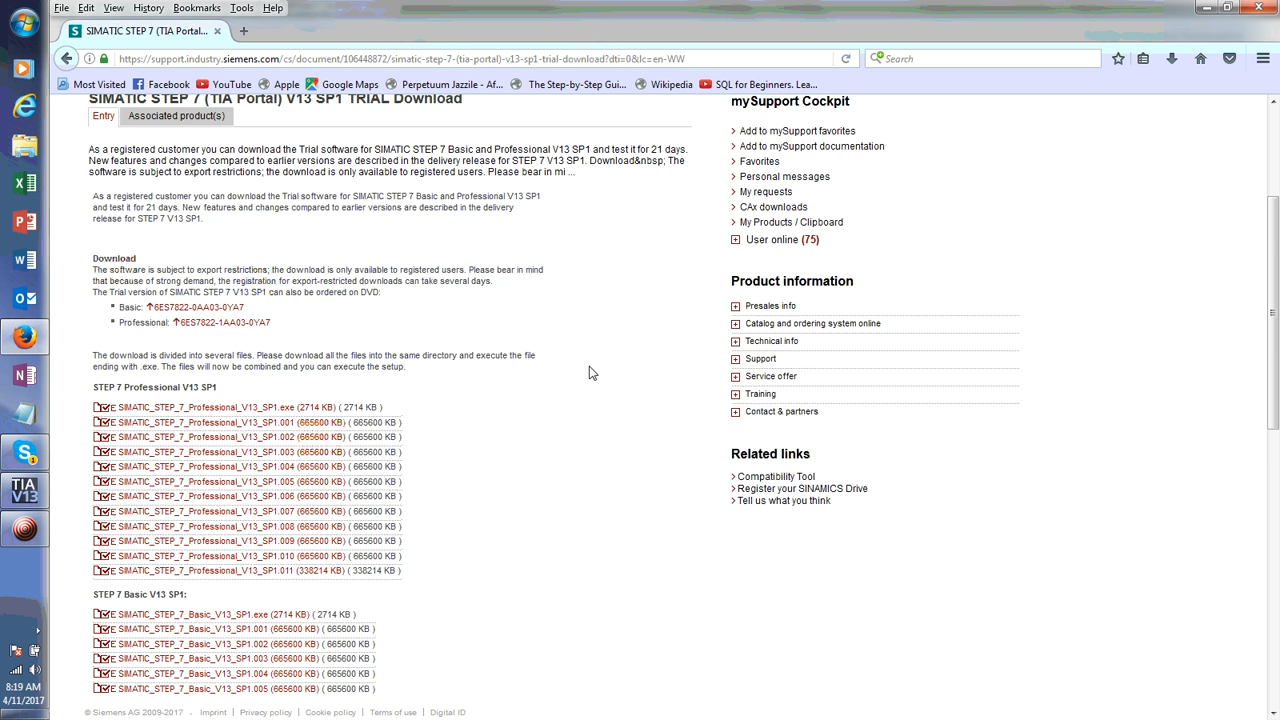 File Edit View History Bookmarks Tools Help
SIMATIC STEP 7 (TIA Portal...
https://support.industry.siemens.com/cs/document/106448872/simatic-step-7-(tia-portal)-v13-sp1-trial-download?dti=0&lc=en-WW
Search
Most Visited Facebook YouTube Apple Google Maps Perpetuum Jazzile - Af... The Step-by-Step Gui... Wikipedia SQL for Beginners. Lea...
SIMATIC STEP 7 (TIA Portal) V13 SP1 TRIAL Download
Entry Associated product(s)
As a registered customer you can download the Trial software for SIMATIC STEP 7 Basic and Professional V13 SP1 and test it for 21 days.
New features and changes compared to earlier versions are described in the delivery release for STEP 7 V13 SP1. Download&nbsp; The
software is subject to export restrictions; the download is only available to registered users. Please bear in mi ...
As a registered customer you can download the Trial software for SIMATIC STEP 7 Basic and Professional V13 SP1
and test it for 21 days. New features and changes compared to earlier versions are described in the delivery
release for STEP 7 V13 SP1.
Download
The software is subject to export restrictions; the download is only available to registered users. Please bear in mind
that because of strong demand, the registration for export-restricted downloads can take several days.
The Trial version of SIMATIC STEP 7 V13 SP1 can also be ordered on DVD:
Basic: 6ES7822-0AA03-0YA7
Professional: 6ES7822-1AA03-0YA7
The download is divided into several files. Please download all the files into the same directory and execute the file
ending with .exe. The files will now be combined and you can execute the setup.
STEP 7 Professional V13 SP1
E SIMATIC_STEP_7_Professional_V13_SP1.exe (2714 KB) ( 2714 KB )
E SIMATIC_STEP_7_Professional_V13_SP1.001 (665600 KB) ( 665600 KB )
E SIMATIC_STEP_7_Professional_V13_SP1.002 (665600 KB) ( 665600 KB )
E SIMATIC_STEP_7_Professional_V13_SP1.003 (665600 KB) ( 665600 KB )
E SIMATIC_STEP_7_Professional_V13_SP1.004 (665600 KB) ( 665600 KB )
E SIMATIC_STEP_7_Professional_V13_SP1.005 (665600 KB) ( 665600 KB )
E SIMATIC_STEP_7_Professional_V13_SP1.006 (665600 KB) ( 665600 KB )
E SIMATIC_STEP_7_Professional_V13_SP1.007 (665600 KB) ( 665600 KB )
E SIMATIC_STEP_7_Professional_V13_SP1.008 (665600 KB) ( 665600 KB )
E SIMATIC_STEP_7_Professional_V13_SP1.009 (665600 KB) ( 665600 KB )
E SIMATIC_STEP_7_Professional_V13_SP1.010 (665600 KB) ( 665600 KB )
E SIMATIC_STEP_7_Professional_V13_SP1.011 (338214 KB) ( 338214 KB )
STEP 7 Basic V13 SP1:
E SIMATIC_STEP_7_Basic_V13_SP1.exe (2714 KB) ( 2714 KB )
E SIMATIC_STEP_7_Basic_V13_SP1.001 (665600 KB) ( 665600 KB )
E SIMATIC_STEP_7_Basic_V13_SP1.002 (665600 KB) ( 665600 KB )
E SIMATIC_STEP_7_Basic_V13_SP1.003 (665600 KB) ( 665600 KB )
E SIMATIC_STEP_7_Basic_V13_SP1.004 (665600 KB) ( 665600 KB )
E SIMATIC_STEP_7_Basic_V13_SP1.005 (665600 KB) ( 665600 KB )
© Siemens AG 2009-2017 - Imprint | Privacy policy | Cookie policy | Terms of use | Digital ID
mySupport Cockpit
Add to mySupport favorites
Add to mySupport documentation
Favorites
Personal messages
My requests
CAx downloads
My Products / Clipboard
User online (75)
Product information
Presales info
Catalog and ordering system online
Technical info
Support
Service offer
Training
Contact & partners
Related links
Compatibility Tool
Register your SINAMICS Drive
Tell us what you think
TIA
V13
8:19 AM
4/11/2017